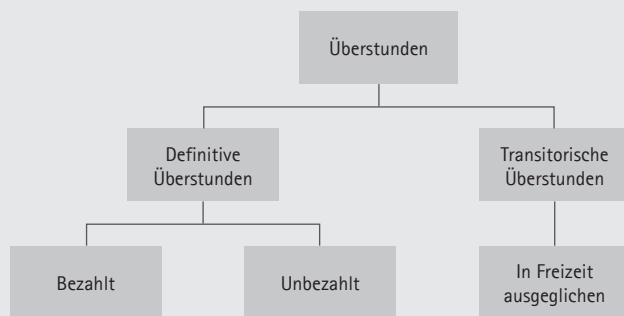 Überstunden
Definitive
Überstunden
Transitorische
Überstunden
Bezahlt
Unbezahlt
In Freizeit
ausgeglichen